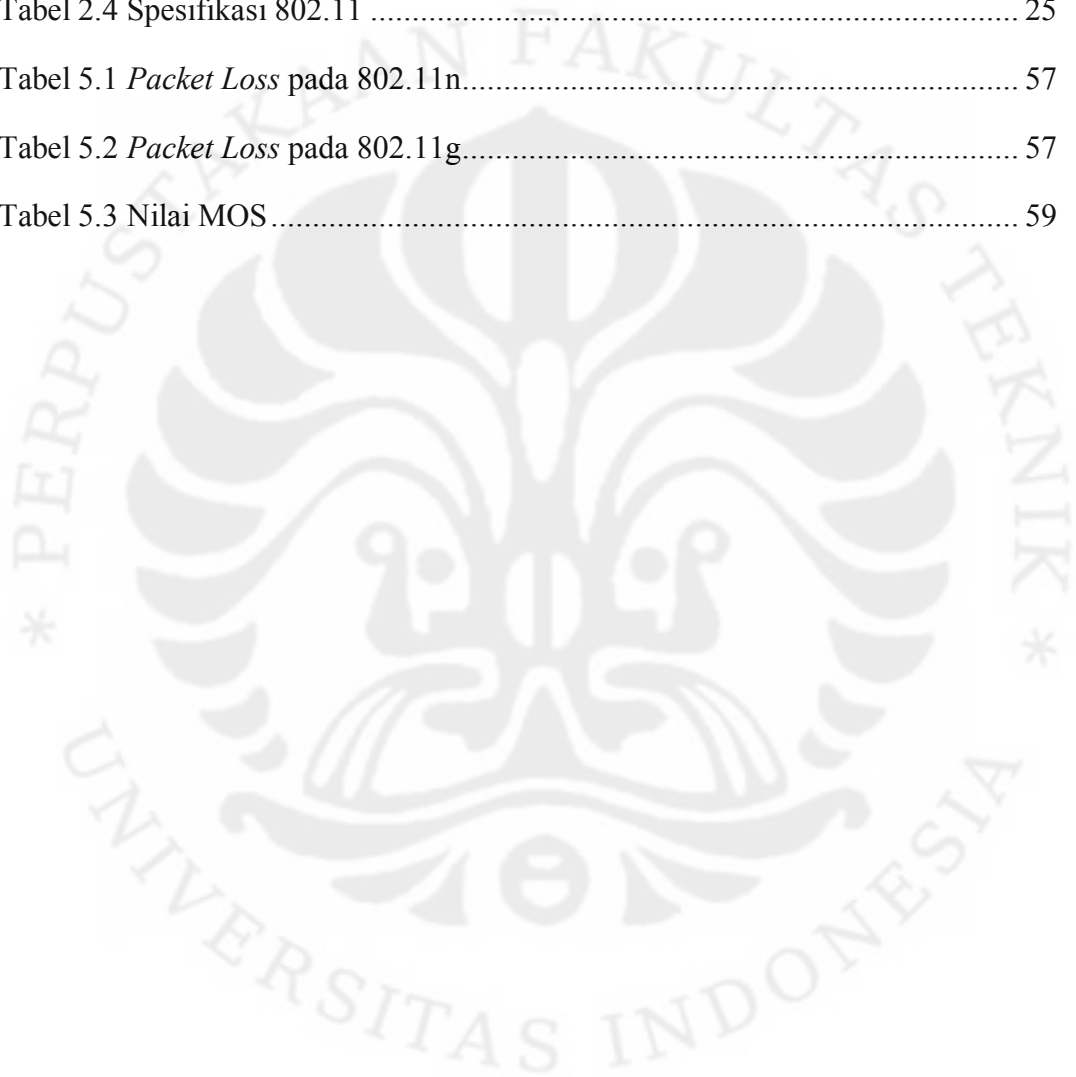 Tabel 2.4 Spesifikasi 802.11 ........................................................................................ 25
Tabel 5.1 Packet Loss pada 802.11n........................................................................ 57
Tabel 5.2 Packet Loss pada 802.11g........................................................................ 57
Tabel 5.3 Nilai MOS................................................................................................ 59
* PERPUSTAKAAN FAKULTAS TEKNIK *
UNIVERSITAS INDONESIA